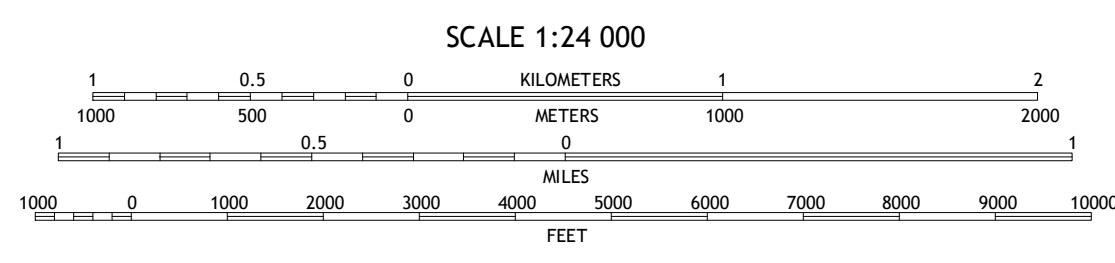 SCALE 1:24 000
1 0.5 0 KILOMETERS 1 2
1000 500 0 METERS 1000 2000
1 0.5 0 1
MILES
1000 0 1000 2000 3000 4000 5000 6000 7000 8000 9000 10000
FEET